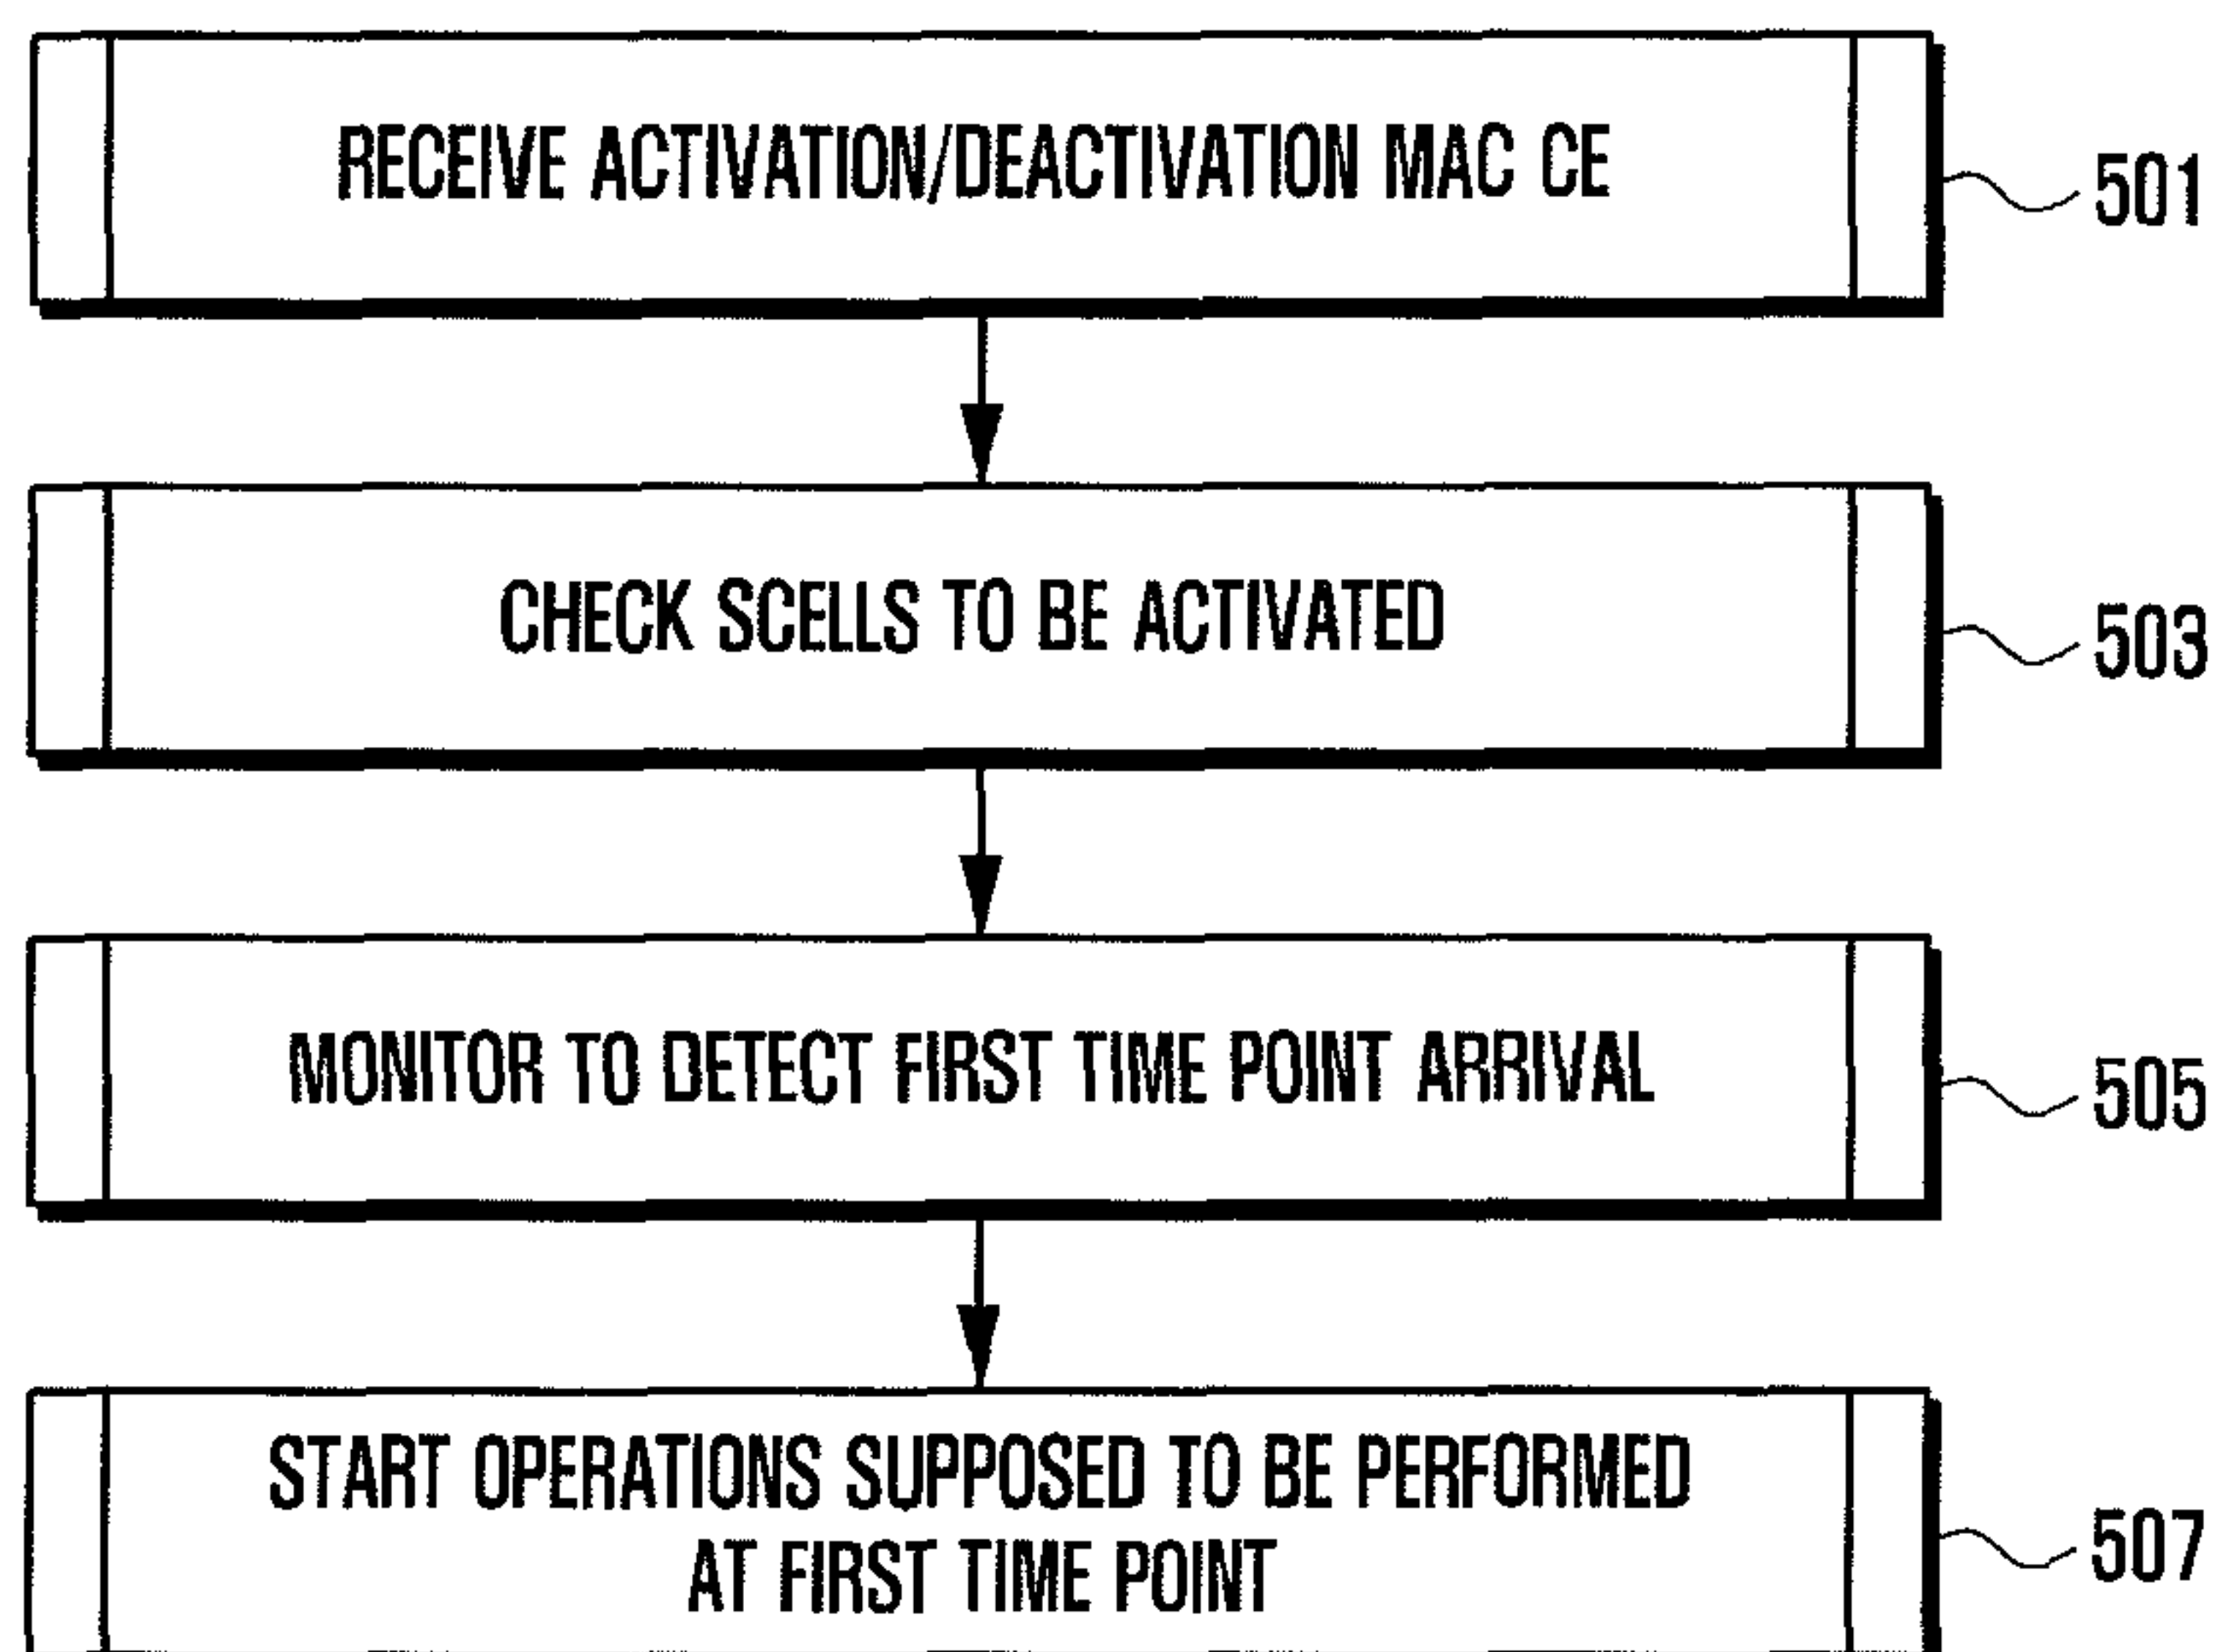 RECEIVE ACTIVATION/DEACTIVATION MAC CE
501
CHECK SCELLS TO BE ACTIVATED
503
MONITOR TO DETECT FIRST TIME POINT ARRIVAL
505
START OPERATIONS SUPPOSED TO BE PERFORMED
AT FIRST TIME POINT
507